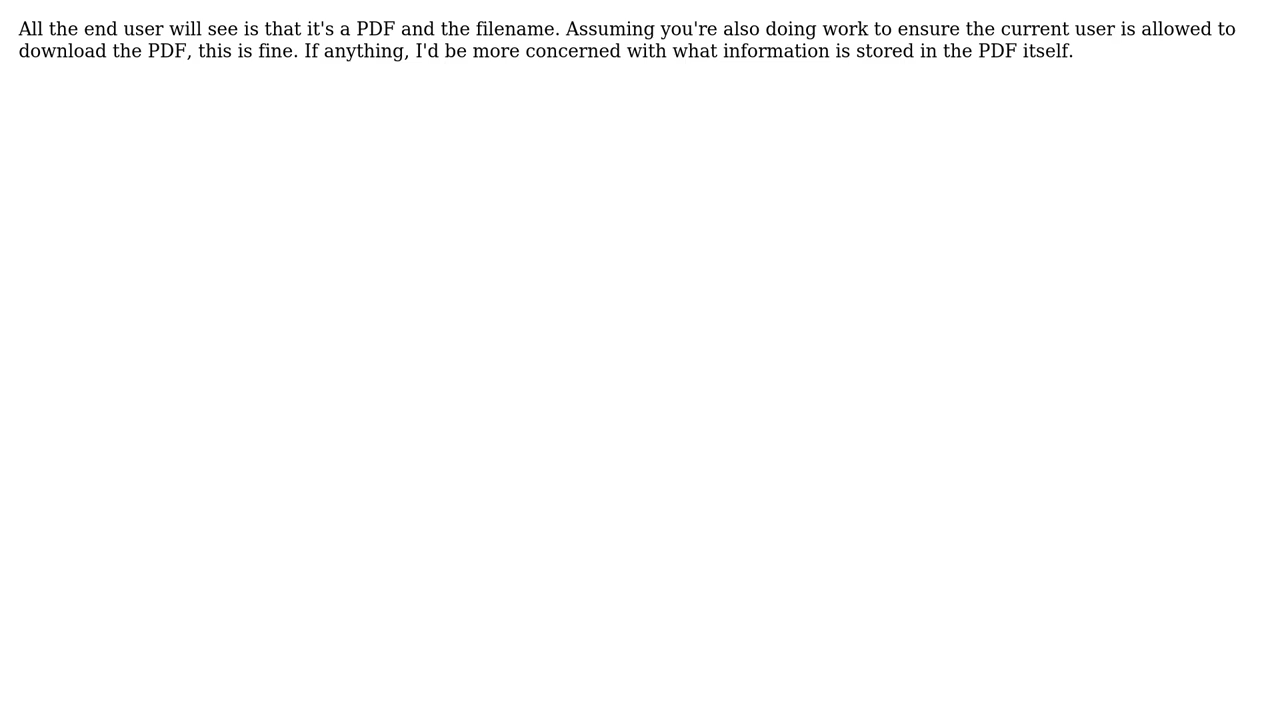 All the end user will see is that it's a PDF and the filename. Assuming you're also doing work to ensure the current user is allowed to
download the PDF, this is fine. If anything, I'd be more concerned with what information is stored in the PDF itself.